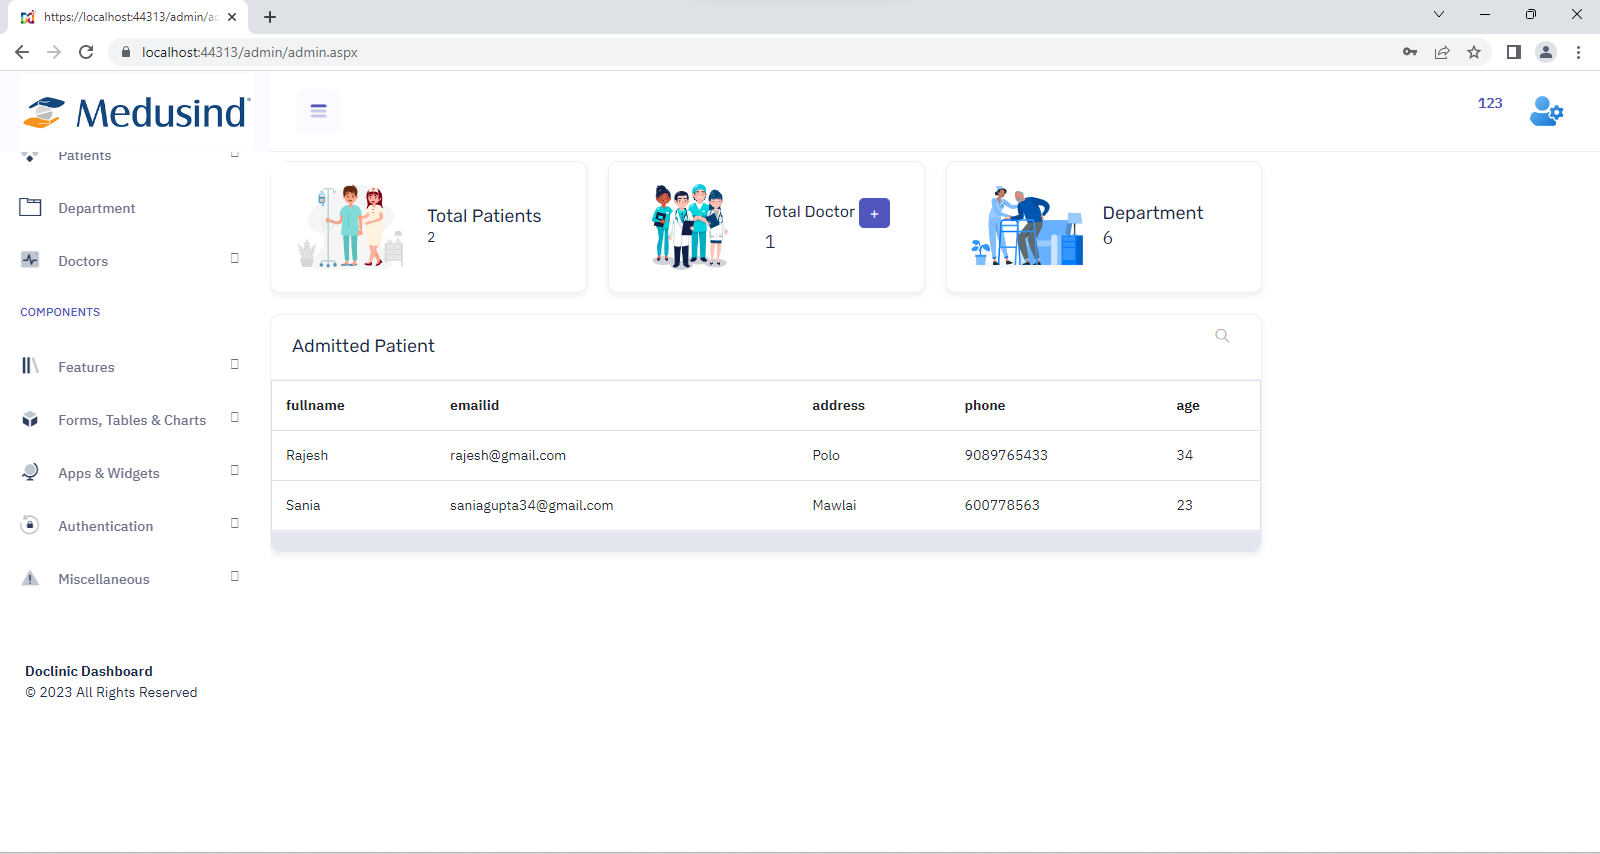 https://localhost:44313/admin/ac
localhost:44313/admin/admin.aspx
Medusind
123
Patients
Department
Doctors
COMPONENTS
Features
Forms, Tables & Charts
Apps & Widgets
Authentication
Miscellaneous
Doclinic Dashboard
© 2023 All Rights Reserved
Total Patients
2
Total Doctor +
1
Department
6
Admitted Patient
fullname emailid address phone age
Rajesh rajesh@gmail.com Polo 9089765433 34
Sania saniagupta34@gmail.com Mawlai 600778563 23